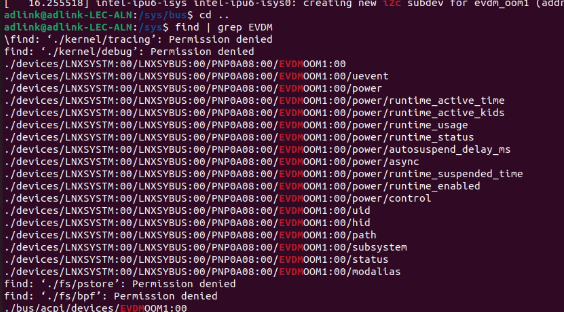 [   16.255518] intel-ipu6-isys intel-ipu6-isys0: creating new i2c subdev for evdm_oom1 (addr
adlink@adlink-LEC-ALN:/sys/bus$ cd ..
adlink@adlink-LEC-ALN:/sys$ find | grep EVDM
\find: ‘./kernel/tracing’: Permission denied
find: ‘./kernel/debug’: Permission denied
./devices/LNXSYSTM:00/LNXSYBUS:00/PNP0A08:00/EVDMOOM1:00
./devices/LNXSYSTM:00/LNXSYBUS:00/PNP0A08:00/EVDMOOM1:00/uevent
./devices/LNXSYSTM:00/LNXSYBUS:00/PNP0A08:00/EVDMOOM1:00/power
./devices/LNXSYSTM:00/LNXSYBUS:00/PNP0A08:00/EVDMOOM1:00/power/runtime_active_time
./devices/LNXSYSTM:00/LNXSYBUS:00/PNP0A08:00/EVDMOOM1:00/power/runtime_active_kids
./devices/LNXSYSTM:00/LNXSYBUS:00/PNP0A08:00/EVDMOOM1:00/power/runtime_usage
./devices/LNXSYSTM:00/LNXSYBUS:00/PNP0A08:00/EVDMOOM1:00/power/runtime_status
./devices/LNXSYSTM:00/LNXSYBUS:00/PNP0A08:00/EVDMOOM1:00/power/autosuspend_delay_ms
./devices/LNXSYSTM:00/LNXSYBUS:00/PNP0A08:00/EVDMOOM1:00/power/async
./devices/LNXSYSTM:00/LNXSYBUS:00/PNP0A08:00/EVDMOOM1:00/power/runtime_suspended_time
./devices/LNXSYSTM:00/LNXSYBUS:00/PNP0A08:00/EVDMOOM1:00/power/runtime_enabled
./devices/LNXSYSTM:00/LNXSYBUS:00/PNP0A08:00/EVDMOOM1:00/power/control
./devices/LNXSYSTM:00/LNXSYBUS:00/PNP0A08:00/EVDMOOM1:00/uid
./devices/LNXSYSTM:00/LNXSYBUS:00/PNP0A08:00/EVDMOOM1:00/hid
./devices/LNXSYSTM:00/LNXSYBUS:00/PNP0A08:00/EVDMOOM1:00/path
./devices/LNXSYSTM:00/LNXSYBUS:00/PNP0A08:00/EVDMOOM1:00/subsystem
./devices/LNXSYSTM:00/LNXSYBUS:00/PNP0A08:00/EVDMOOM1:00/status
./devices/LNXSYSTM:00/LNXSYBUS:00/PNP0A08:00/EVDMOOM1:00/modalias
find: ‘./fs/pstore’: Permission denied
find: ‘./fs/bpf’: Permission denied
./bus/acpi/devices/EVDMOOM1:00